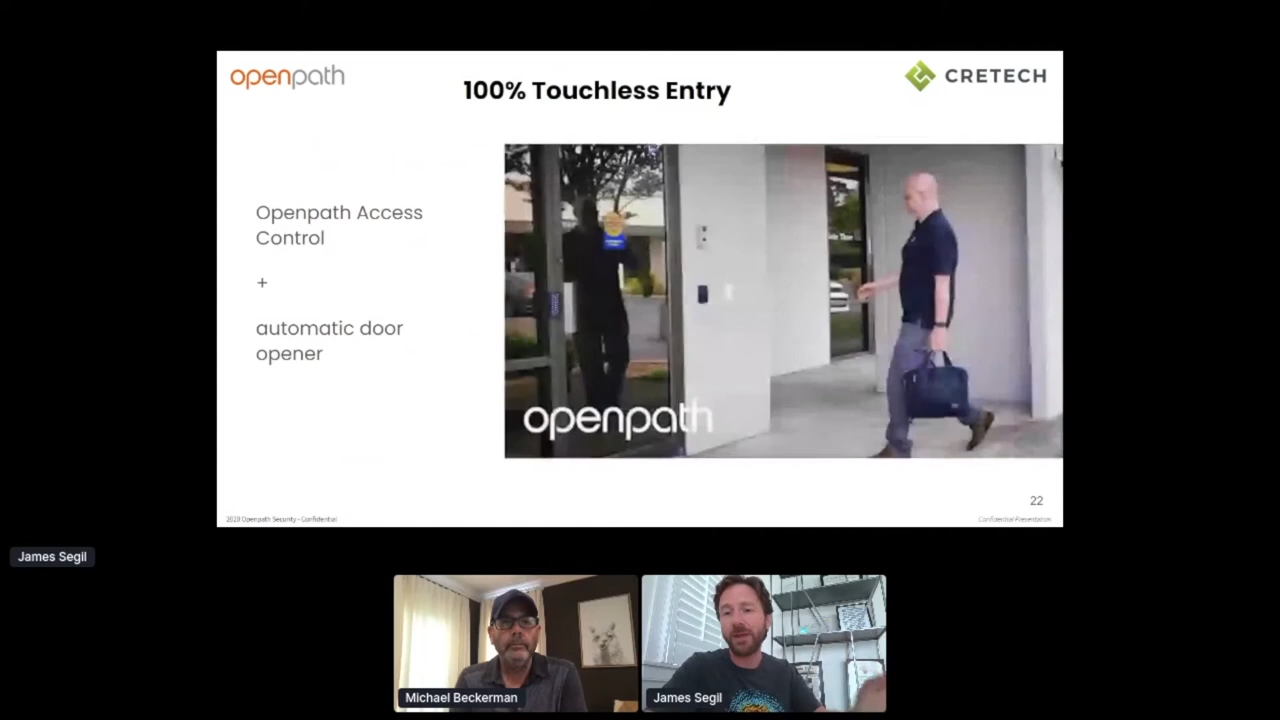 openpath
100% Touchless Entry
CRETECH
Openpath Access
Control
+
automatic door
opener
openpath
22
2020 Openpath Security - Confidential
Confidential Presentation
James Segil
Michael Beckerman
James Segil